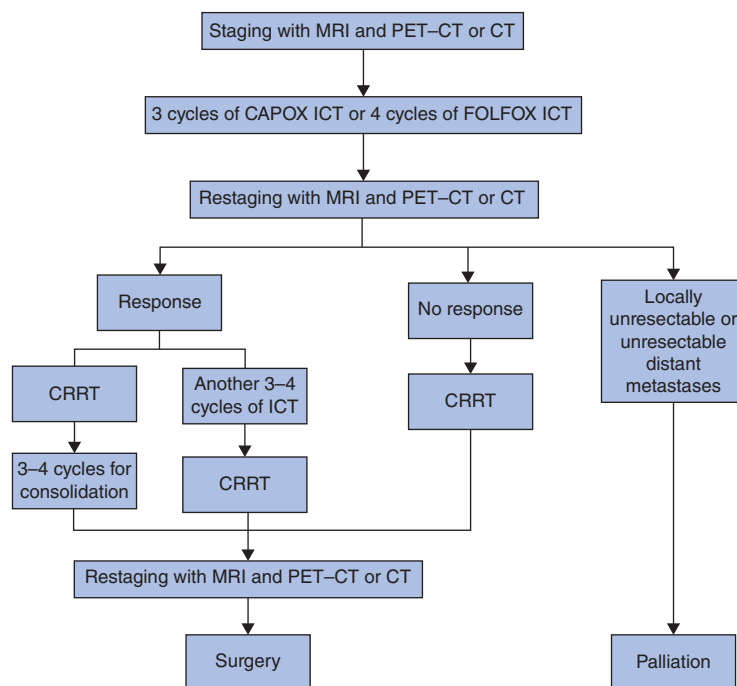 Staging with MRI and PET–CT or CT
3 cycles of CAPOX ICT or 4 cycles of FOLFOX ICT
Restaging with MRI and PET–CT or CT
Response
No response
Locally
unresectable or
unresectable
distant
metastases
CRRT
Another 3–4
cycles of ICT
CRRT
3–4 cycles for
consolidation
CRRT
Restaging with MRI and PET–CT or CT
Surgery
Palliation